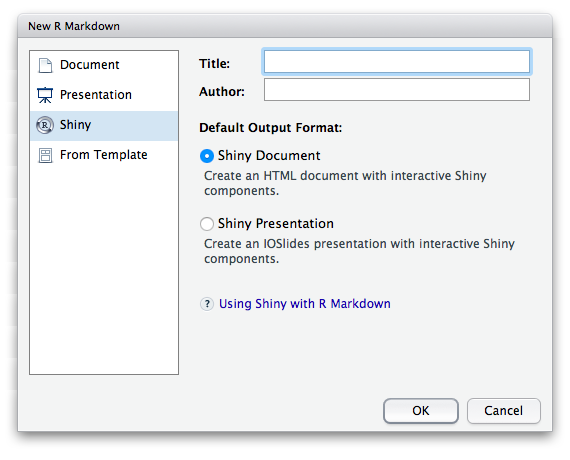 New R Markdown
Document
Presentation
Shiny
From Template
Title:
Author:
Default Output Format:
Shiny Document
Create an HTML document with interactive Shiny
components.
Shiny Presentation
Create an IOSlides presentation with interactive Shiny
components.
? Using Shiny with R Markdown
OK
Cancel